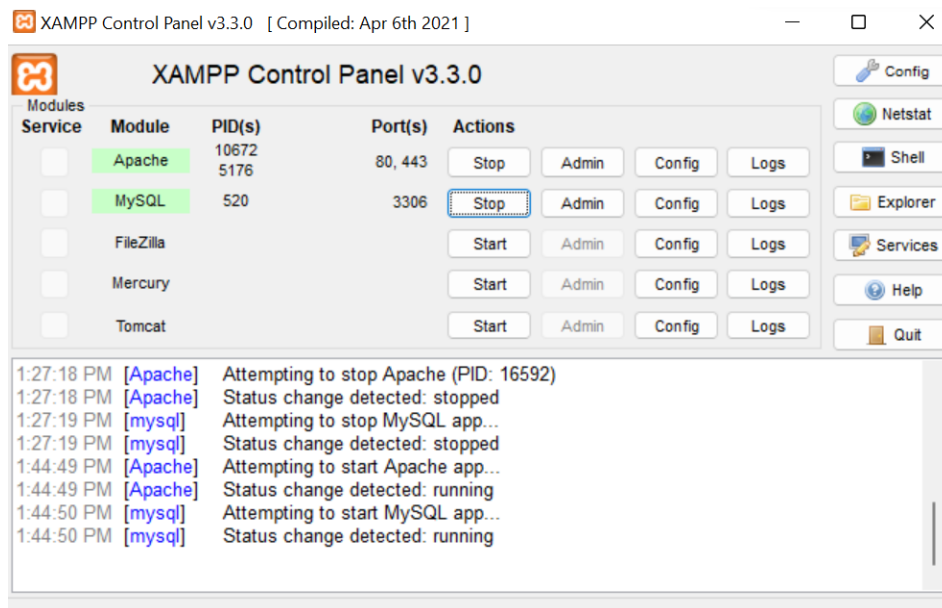 XAMPP Control Panel v3.3.0 [ Compiled: Apr 6th 2021 ]
XAMPP Control Panel v3.3.0
Config
Modules
Service Module PID(s) Port(s) Actions
Netstat
Apache 10672 5176 80, 443 Stop Admin Config Logs
Shell
MySQL 520 3306 Stop Admin Config Logs
Explorer
FileZilla Start Admin Config Logs
Services
Mercury Start Admin Config Logs
Help
Tomcat Start Admin Config Logs
Quit
1:27:18 PM [Apache] Attempting to stop Apache (PID: 16592)
1:27:18 PM [Apache] Status change detected: stopped
1:27:19 PM [mysql] Attempting to stop MySQL app...
1:27:19 PM [mysql] Status change detected: stopped
1:44:49 PM [Apache] Attempting to start Apache app...
1:44:49 PM [Apache] Status change detected: running
1:44:50 PM [mysql] Attempting to start MySQL app...
1:44:50 PM [mysql] Status change detected: running